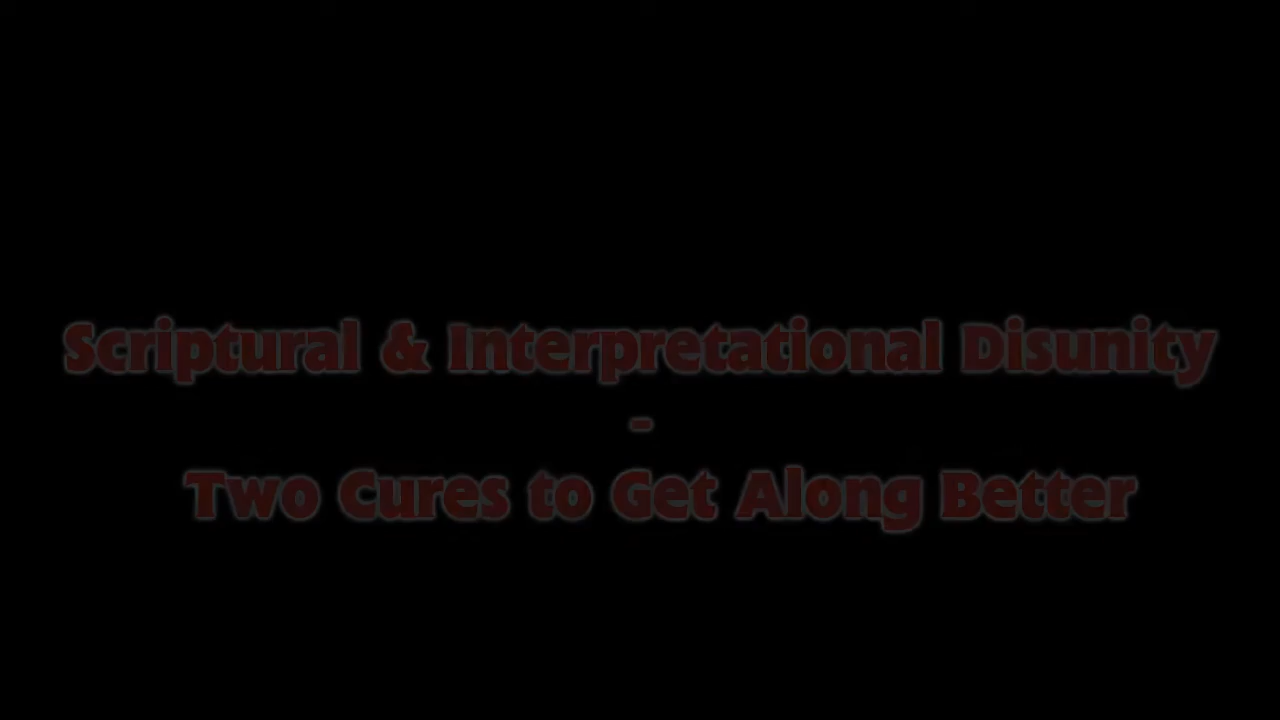 Scriptural & Interpretational Disunity
-
Two Cures to Get Along Better